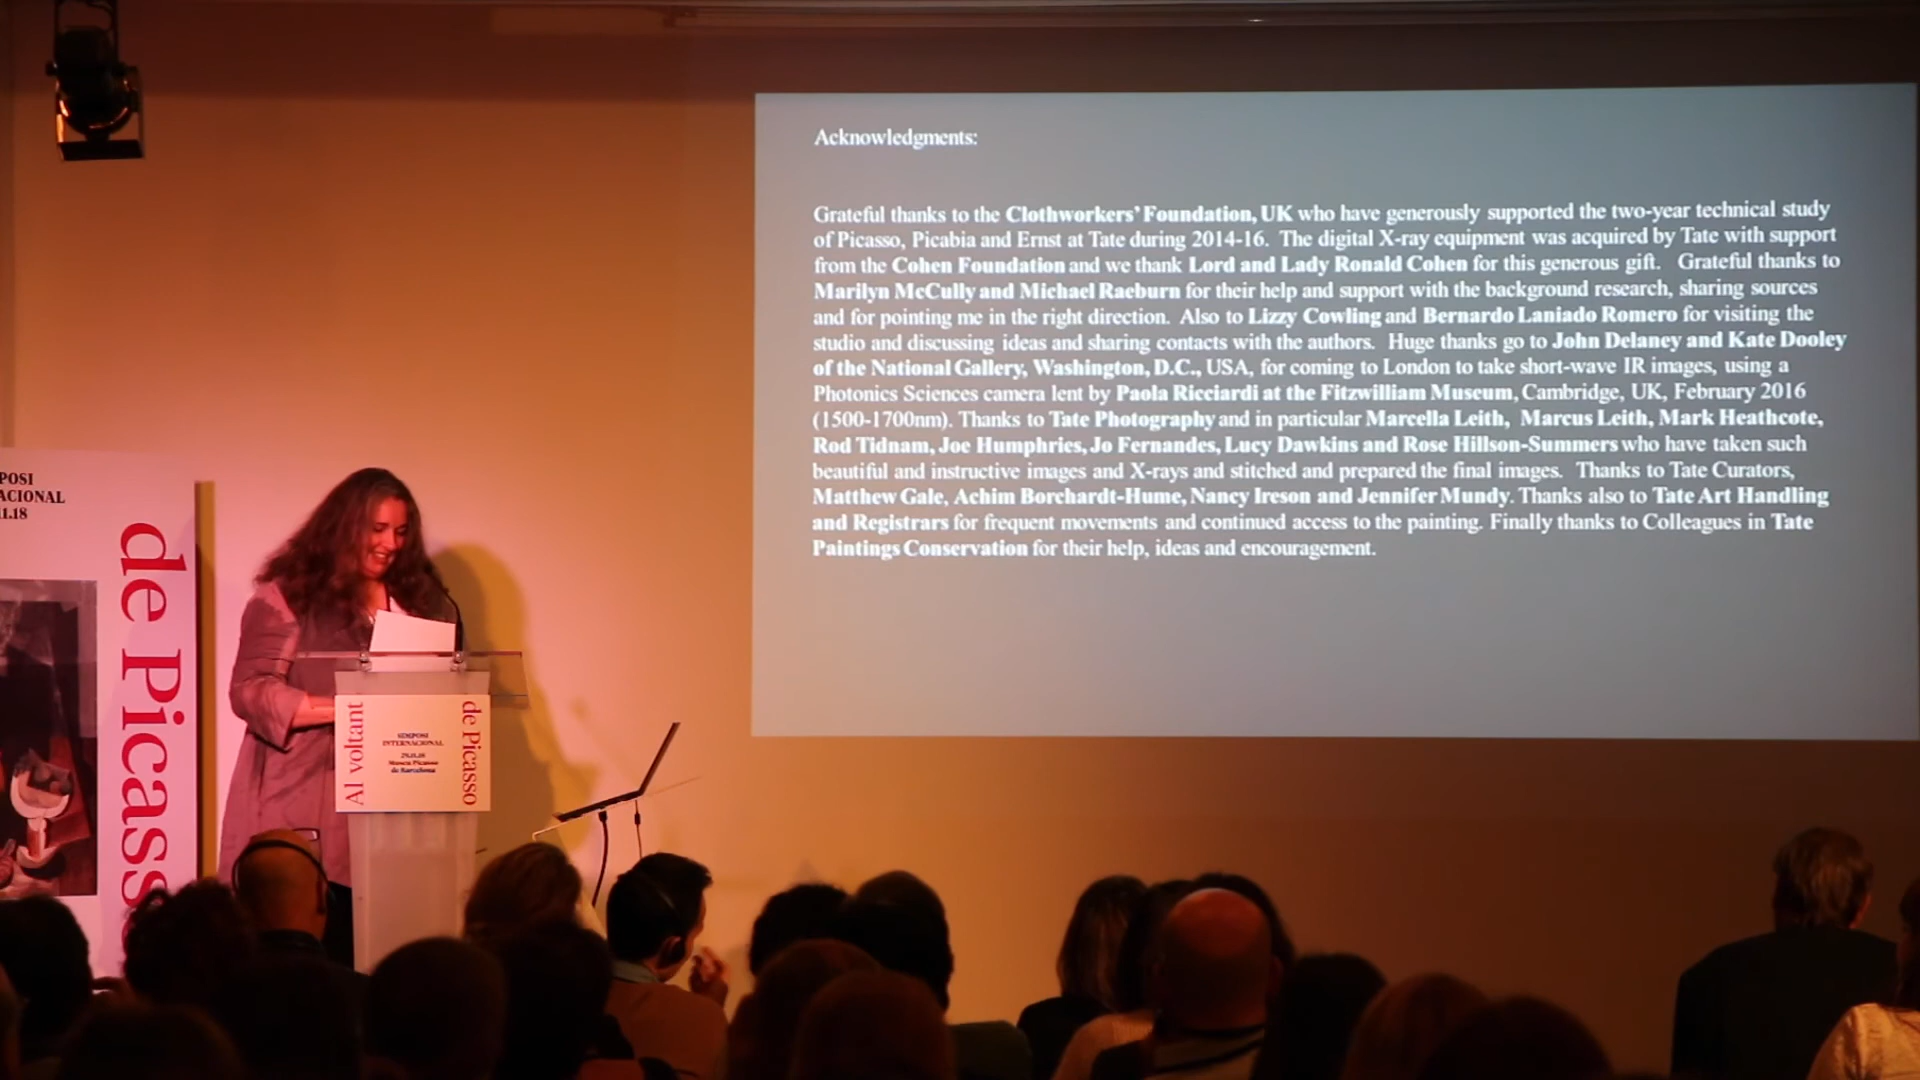 Acknowledgments:
Grateful thanks to the Clothworkers' Foundation, UK who have generously supported the two-year technical study
of Picasso, Picabia and Ernst at Tate during 2014-16. The digital X-ray equipment was acquired by Tate with support
from the Cohen Foundation and we thank Lord and Lady Ronald Cohen for this generous gift. Grateful thanks to
Marilyn McCully and Michael Raeburn for their help and support with the background research, sharing sources
and for pointing me in the right direction. Also to Lizzy Cowling and Bernardo Laniado Romero for visiting the
studio and discussing ideas and sharing contacts with the authors. Huge thanks go to John Delaney and Kate Dooley
of the National Gallery, Washington, D.C., USA, for coming to London to take short-wave IR images, using a
Photonics Sciences camera lent by Paola Ricciardi at the Fitzwilliam Museum, Cambridge, UK, February 2016
(1500-1700nm). Thanks to Tate Photography and in particular Marcella Leith, Marcus Leith, Mark Heathcote,
Rod Tidnam, Joe Humphries, Jo Fernandes, Lucy Dawkins and Rose Hillson-Summers who have taken such
beautiful and instructive images and X-rays and stitched and prepared the final images. Thanks to Tate Curators,
Matthew Gale, Achim Borchardt-Hume, Nancy Ireson and Jennifer Mundy. Thanks also to Tate Art Handling
and Registrars for frequent movements and continued access to the painting. Finally thanks to Colleagues in Tate
Paintings Conservation for their help, ideas and encouragement.
POSI
ACIONAL
11.18
de Picass
Al voltant
de Picasso
SIMPOSI
INTERNACIONAL
29.11.18
Museu Picasso
de Barcelona